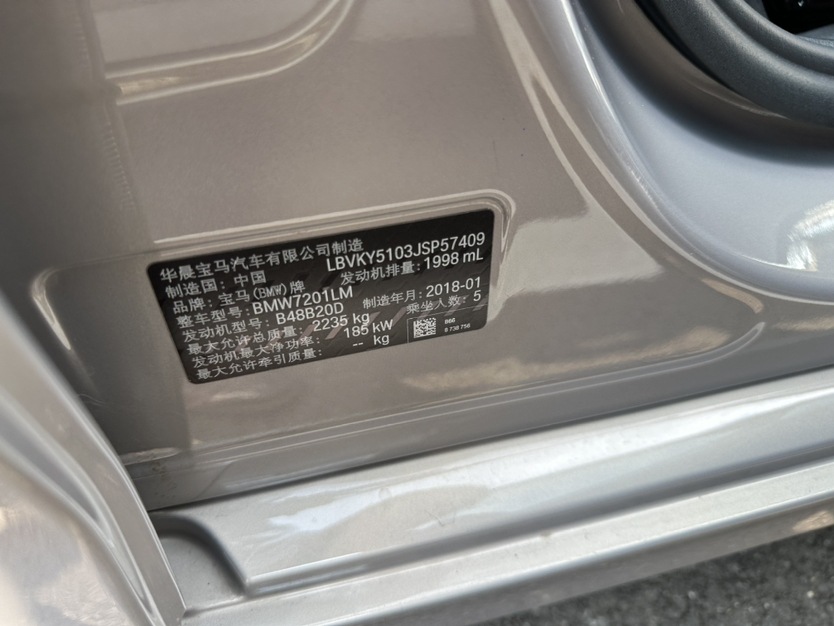 华晨宝马汽车有限公司制造
制造国：中国 LBVKY5103JSP57409
品牌：宝马(BMW)牌 发动机排量：1998 mL
整车型号：BMW7201LM
发动机型号：B48B20D 制造年月：2018-01
最大允许总质量：2235 kg 乘坐人数：5
发动机最大净功率：185 kW
最大允许牵引质量：-- kg
8 738 756